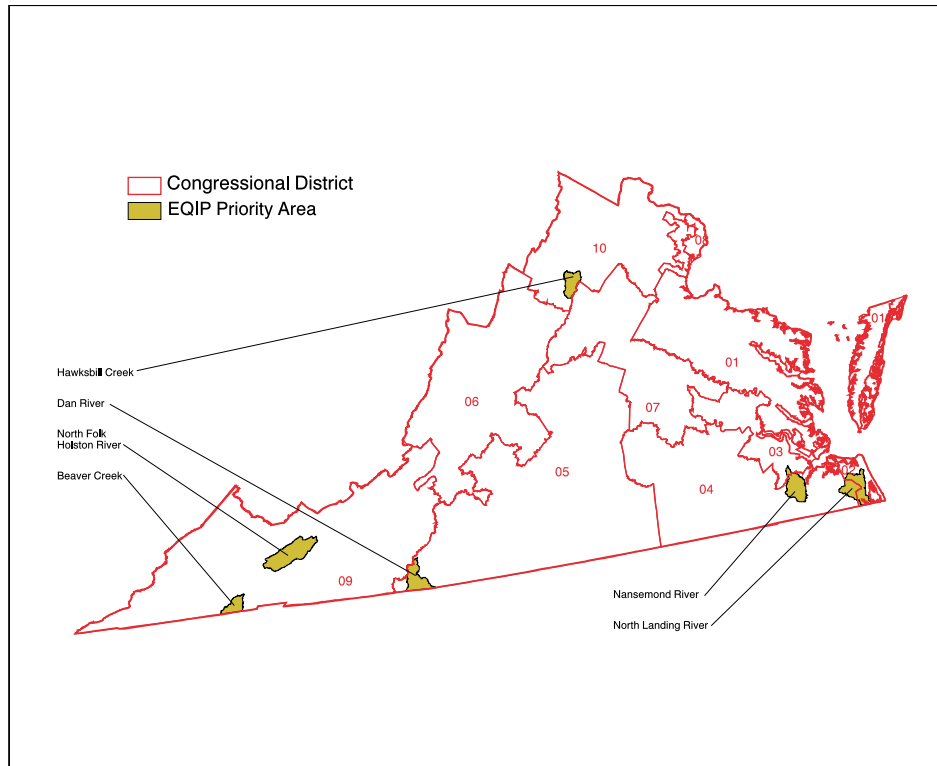 Congressional District
EQIP Priority Area
10
01
Hawksbill Creek
01
Dan River
06
07
North Folk
Holston River
03
Beaver Creek
05
04
09
Nansemond River
North Landing River